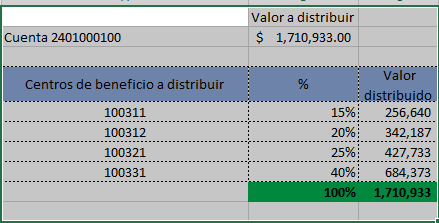 Valor a distribuir
Cuenta 2401000100 $ 1,710,933.00
Centros de beneficio a distribuir % Valor distribuido
100311 15% 256,640
100312 20% 342,187
100321 25% 427,733
100331 40% 684,373
100% 1,710,933